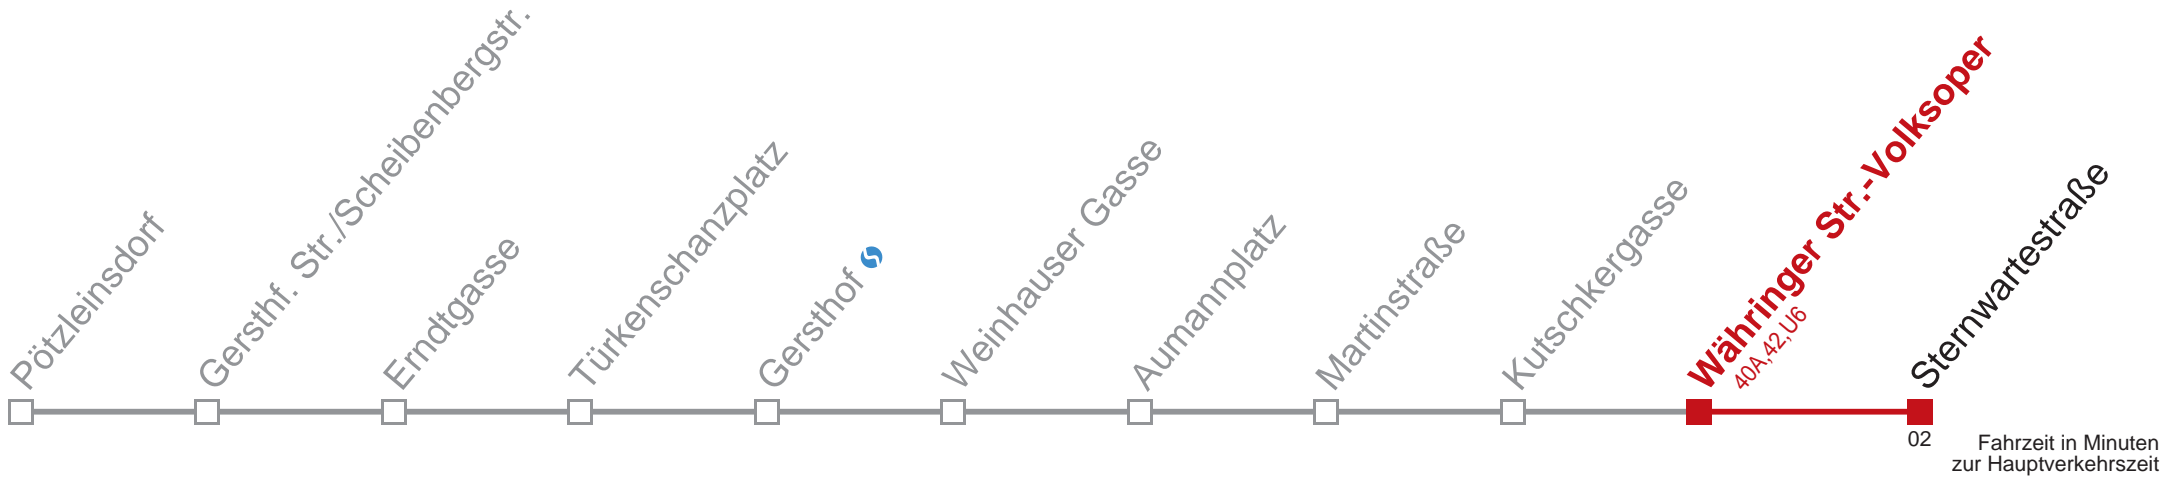 Pötzleinsdorf
Gersthf. Str./Scheibenbergstr.
Erndtgasse
Türkenschanzplatz
Gersthof
Weinhauser Gasse
Aumannplatz
Martinstraße
Kutschkergasse
Währinger Str.-Volksoper
40A,42,U6
Sternwartestraße
02
Fahrzeit in Minuten
zur Hauptverkehrszeit